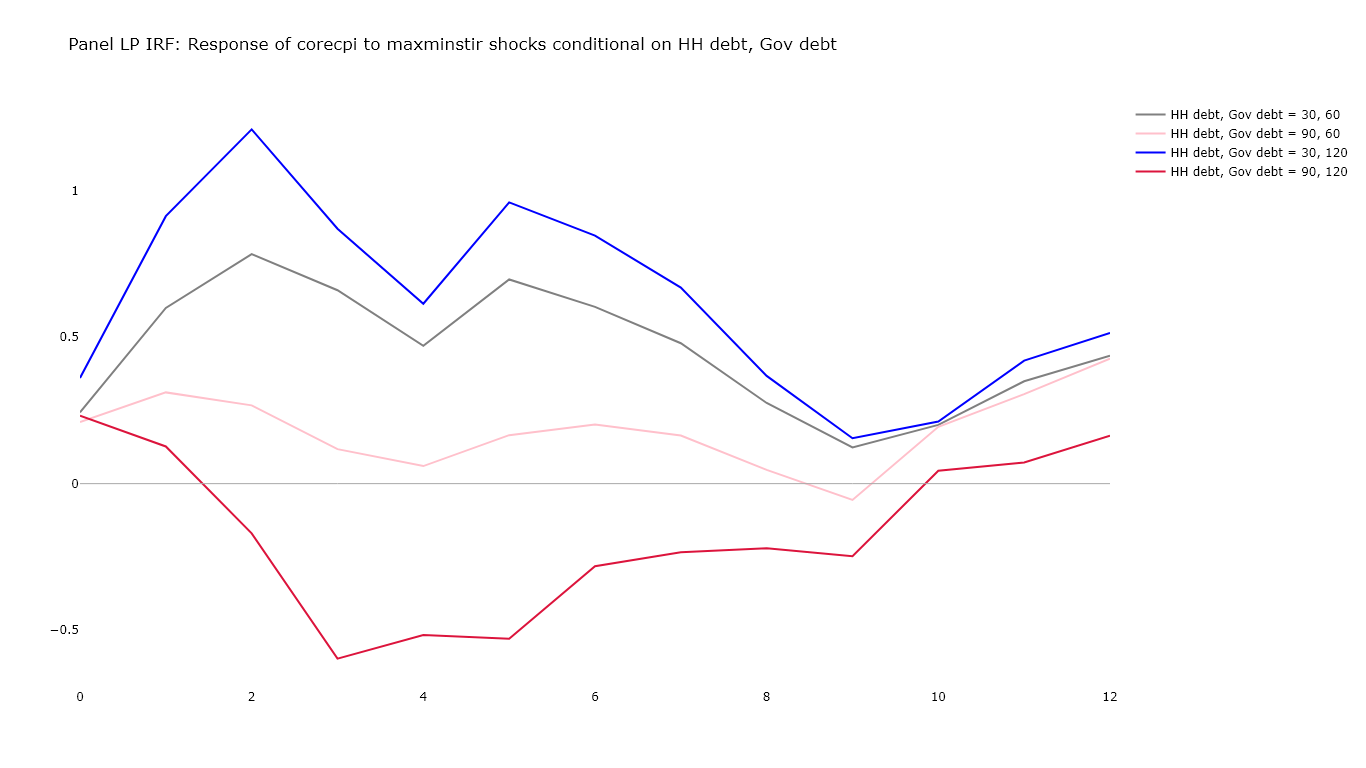 Panel LP IRF: Response of corecpi to maxminstir shocks conditional on HH debt, Gov debt
HH debt, Gov debt = 30, 60
HH debt, Gov debt = 90, 60
HH debt, Gov debt = 30, 120
HH debt, Gov debt = 90, 120
1
0.5
0
−0.5
0 2 4 6 8 10 12